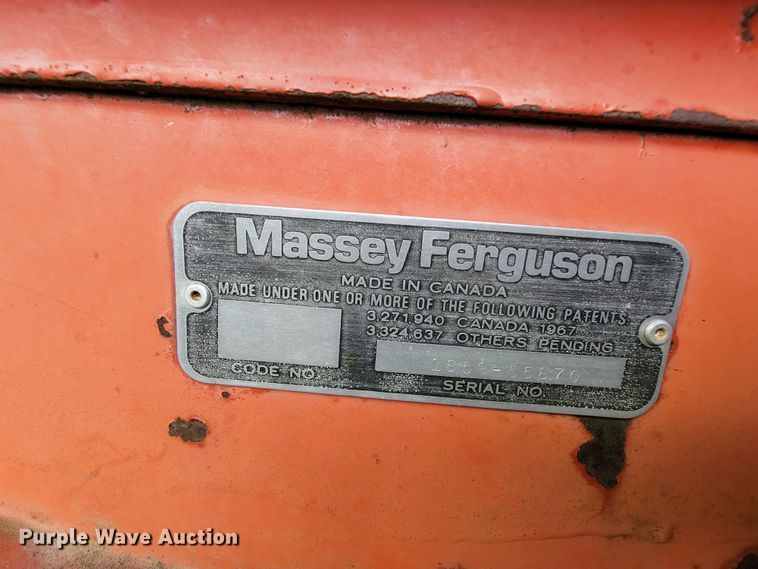 Massey Ferguson
MADE IN CANADA
MADE UNDER ONE OR MORE OF THE FOLLOWING PATENTS:
3,271,940 CANADA 1967
3,324,637 OTHERS PENDING
CODE NO.
SERIAL NO.
Purple Wave Auction